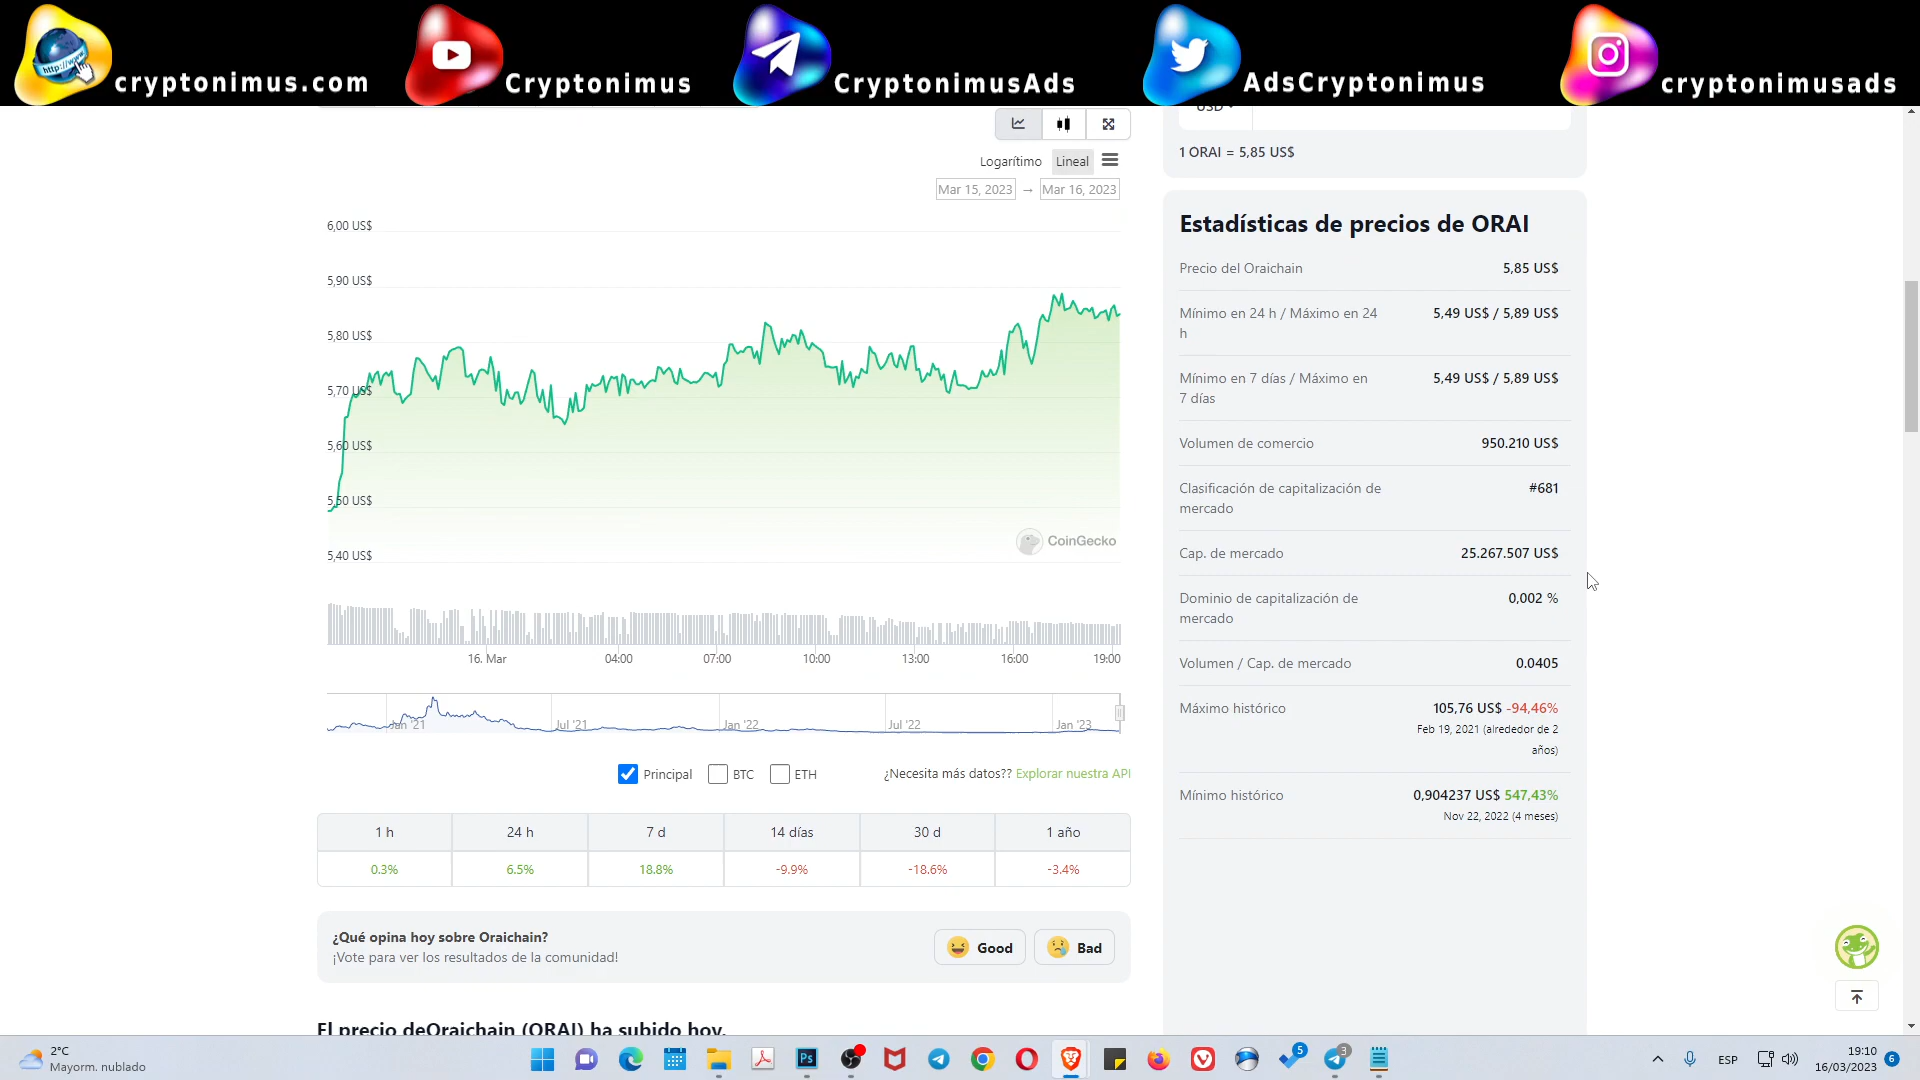 cryptonimus.com
Cryptonimus
CryptonimusAds
AdsCryptonimus
cryptonimusads
http://www
USD
1 ORAI = 5,85 US$
Logarítimo Lineal
Mar 15, 2023 → Mar 16, 2023
6,00 US$
5,90 US$
5,80 US$
5,70 US$
5,60 US$
5,50 US$
5,40 US$
CoinGecko
16. Mar 04:00 07:00 10:00 13:00 16:00 19:00
Jan '21 Jul '21 Jan '22 Jul '22 Jan '23
Principal BTC ETH ¿Necesita más datos?? Explorar nuestra API
1 h 24 h 7 d 14 días 30 d 1 año
0.3% 6.5% 18.8% -9.9% -18.6% -3.4%
¿Qué opina hoy sobre Oraichain?
¡Vote para ver los resultados de la comunidad!
Good Bad
El precio deOraichain (ORAI) ha subido hoy.
Estadísticas de precios de ORAI
Precio del Oraichain 5,85 US$
Mínimo en 24 h / Máximo en 24 5,49 US$ / 5,89 US$
h
Mínimo en 7 días / Máximo en 5,49 US$ / 5,89 US$
7 días
Volumen de comercio 950.210 US$
Clasificación de capitalización de #681
mercado
Cap. de mercado 25.267.507 US$
Dominio de capitalización de 0,002 %
mercado
Volumen / Cap. de mercado 0.0405
Máximo histórico 105,76 US$ -94,46%
Feb 19, 2021 (alrededor de 2
años)
Mínimo histórico 0,904237 US$ 547,43%
Nov 22, 2022 (4 meses)
2°C
Mayorm. nublado
Ps
5
3
ESP
19:10
16/03/2023
6